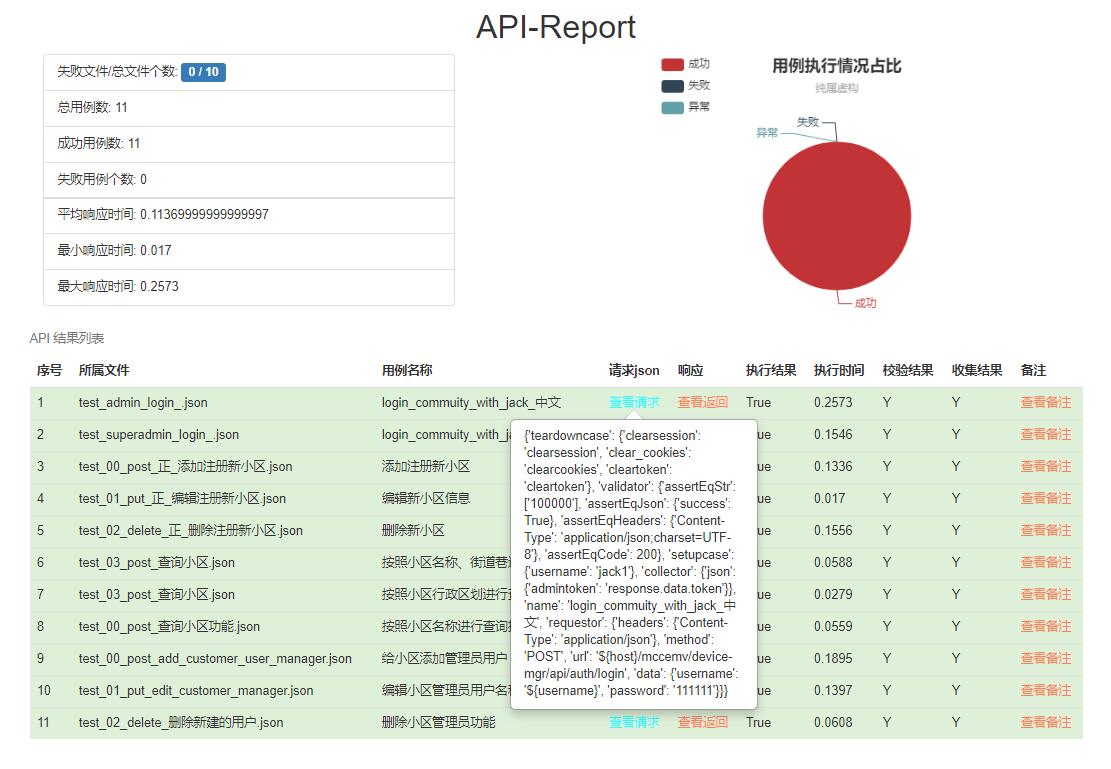 API-Report
失败文件/总文件个数: 0 / 10
总用例数: 11
成功用例数: 11
失败用例个数: 0
平均响应时间: 0.11369999999999997
最小响应时间: 0.017
最大响应时间: 0.2573
成功
失败
异常
用例执行情况占比
纯属虚构
失败
异常
成功
API 结果列表
序号 所属文件 用例名称 请求json 响应 执行结果 执行时间 校验结果 收集结果 备注
1 test_admin_login_.json login_commuity_with_jack_中文 查看请求 查看返回 True 0.2573 Y Y 查看备注
2 test_superadmin_login_.json login_commuity_with_ja ue 0.1546 Y Y 查看备注
3 test_00_post_正_添加注册新小区.json 添加注册新小区 ue 0.1336 Y Y 查看备注
4 test_01_put_正_编辑注册新小区.json 编辑新小区信息 ue 0.017 Y Y 查看备注
5 test_02_delete_正_删除注册新小区.json 删除新小区 ue 0.1556 Y Y 查看备注
6 test_03_post_查询小区.json 按照小区名称、街道巷 ue 0.0588 Y Y 查看备注
7 test_03_post_查询小区.json 按照小区行政区划进行 ue 0.0279 Y Y 查看备注
8 test_00_post_查询小区功能.json 按照小区名称进行查询 ue 0.0559 Y Y 查看备注
9 test_00_post_add_customer_user_manager.json 给小区添加管理员用户 ue 0.1895 Y Y 查看备注
10 test_01_put_edit_customer_manager.json 编辑小区管理员用户名 ue 0.1397 Y Y 查看备注
11 test_02_delete_删除新建的用户.json 删除小区管理员功能 查看请求 查看返回 True 0.0608 Y Y 查看备注
{'teardowncase': {'clearsession':
'clearsession', 'clear_cookies':
'clearcookies', 'cleartoken':
'cleartoken'}, 'validator': {'assertEqStr':
['100000'], 'assertEqJson': {'success':
True}, 'assertEqHeaders': {'Content-
Type': 'application/json;charset=UTF-
8'}, 'assertEqCode': 200}, 'setupcase':
{'username': 'jack1'}, 'collector': {'json':
{'admintoken': 'response.data.token'}},
'name': 'login_commuity_with_jack_中
文', 'requestor': {'headers': {'Content-
Type': 'application/json'}, 'method':
'POST', 'url': '${host}/mccemv/device-
mgr/api/auth/login', 'data': {'username':
'${username}', 'password': '111111'}}}